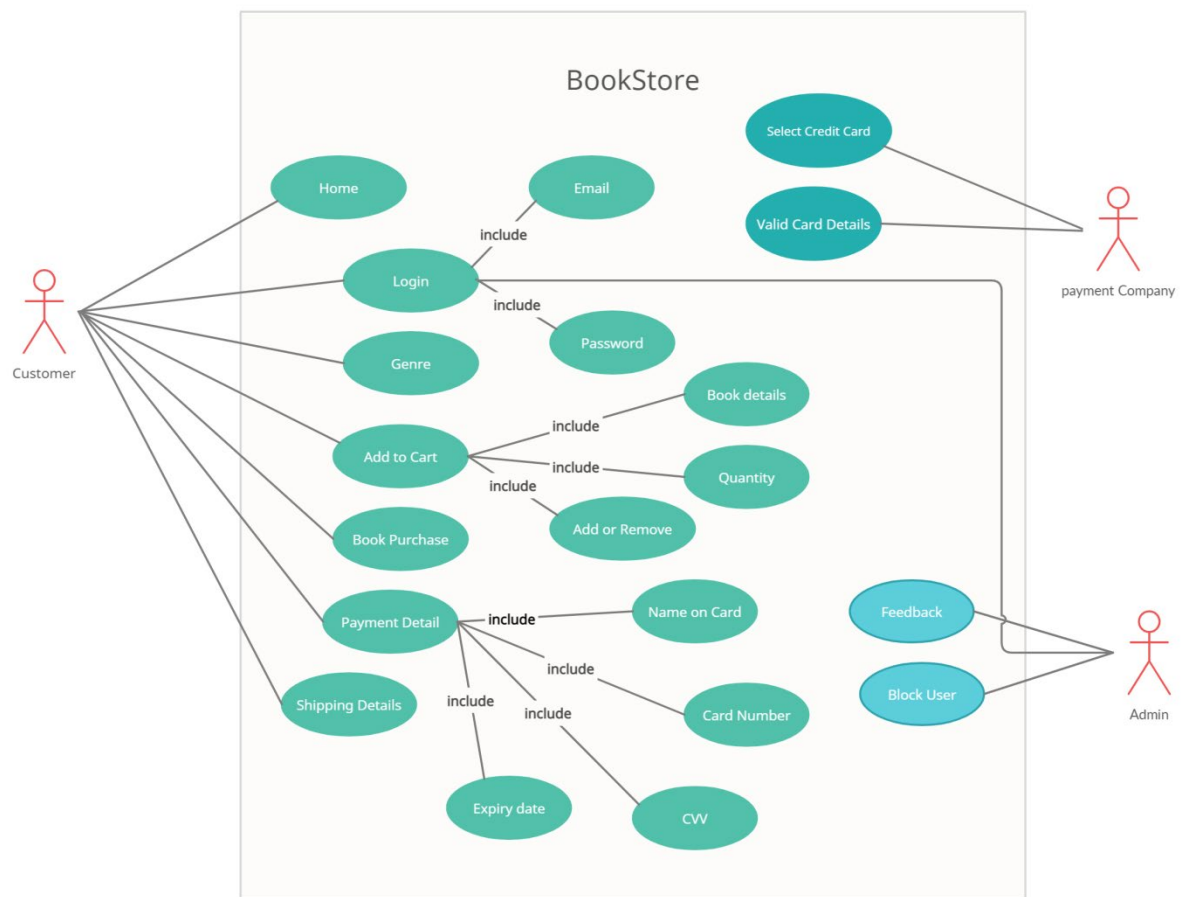 BookStore
Select Credit Card
Home
Email
include
Valid Card Details
Login
include
payment Company
Password
Customer
Genre
Book details
include
Add to Cart
include
Quantity
include
Add or Remove
Book Purchase
Name on Card
Feedback
Payment Detail
include
include
Block User
include
Shipping Details
include
Card Number
Admin
Expiry date
CVV